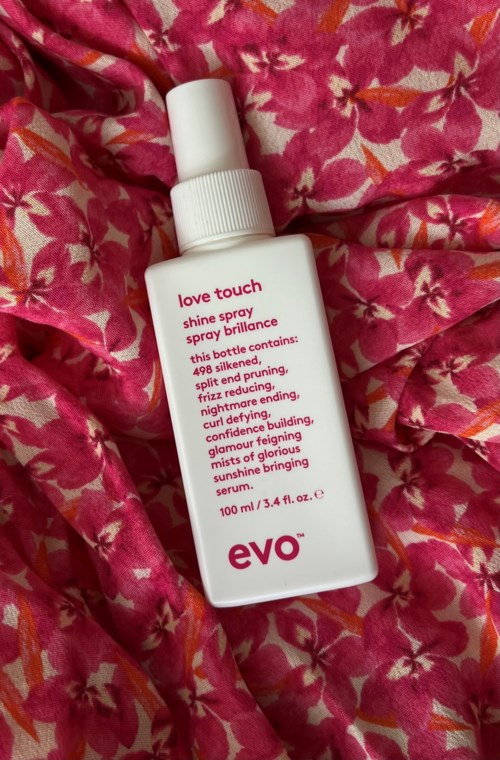 love touch
shine spray
spray brillance
this bottle contains:
498 silkened,
split end pruning,
frizz reducing,
nightmare ending,
curl defying,
confidence building,
glamour feigning
mists of glorious
sunshine bringing
serum.
100 ml / 3.4 fl. oz. ℮
evo™